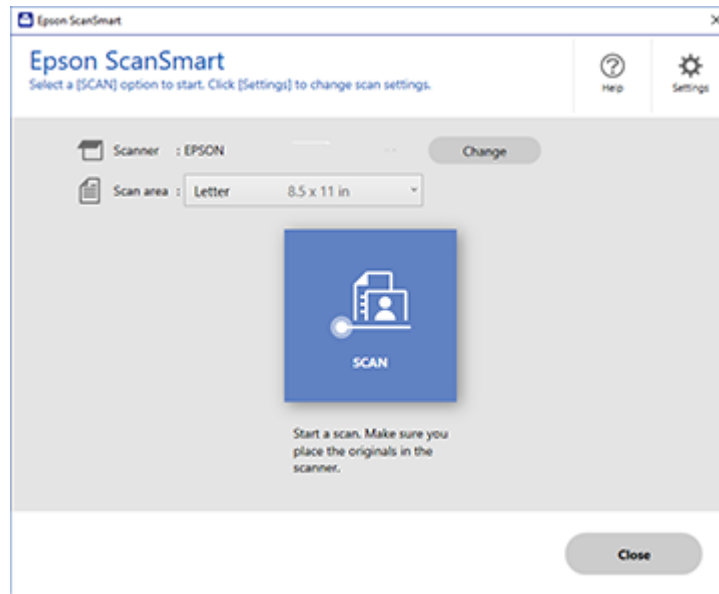 Epson ScanSmart
Epson ScanSmart
Select a [SCAN] option to start. Click [Settings] to change scan settings.
Help
Settings
Scanner : EPSON
Change
Scan area : Letter 8.5 x 11 in
SCAN
Start a scan. Make sure you
place the originals in the
scanner.
Close